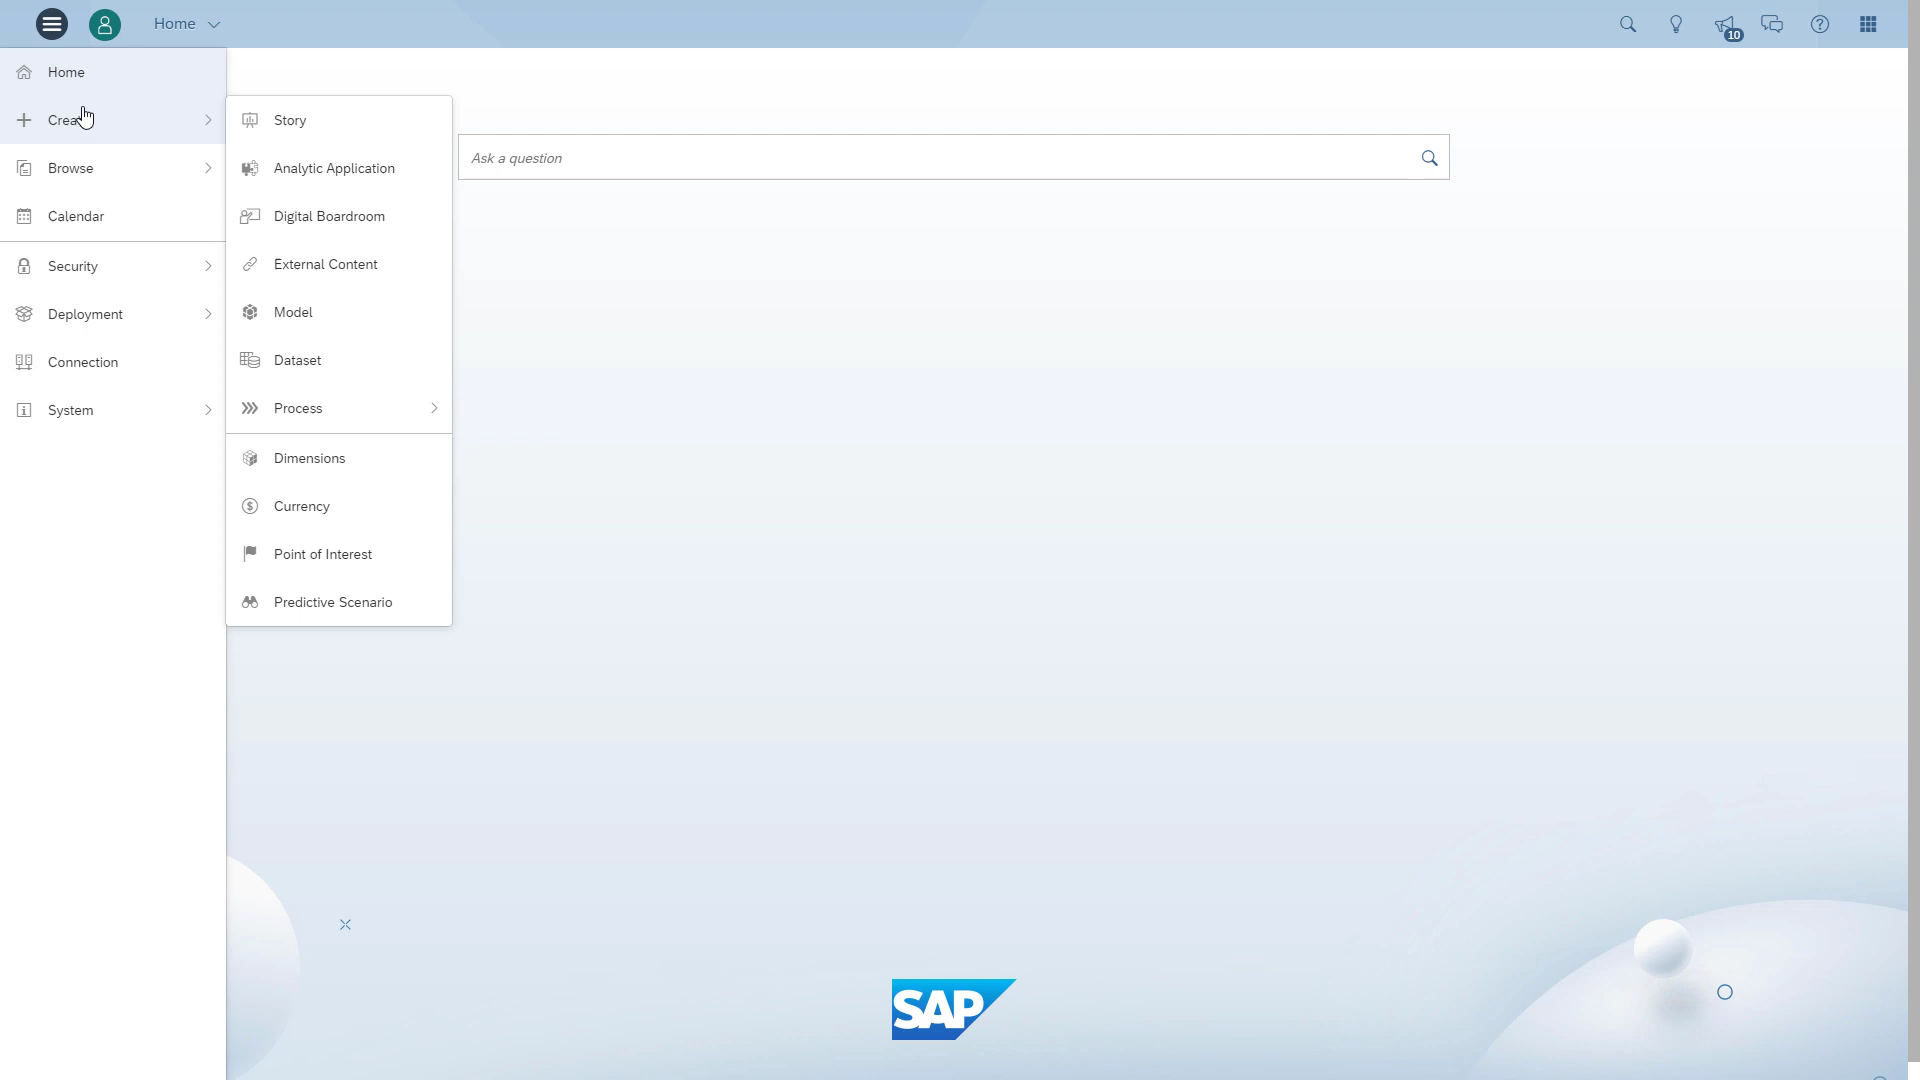 Home
10
Home
Crea
Browse
Calendar
Security
Deployment
Connection
System
Story
Analytic Application
Digital Boardroom
External Content
Model
Dataset
Process
Dimensions
Currency
Point of Interest
Predictive Scenario
Ask a question
SAP